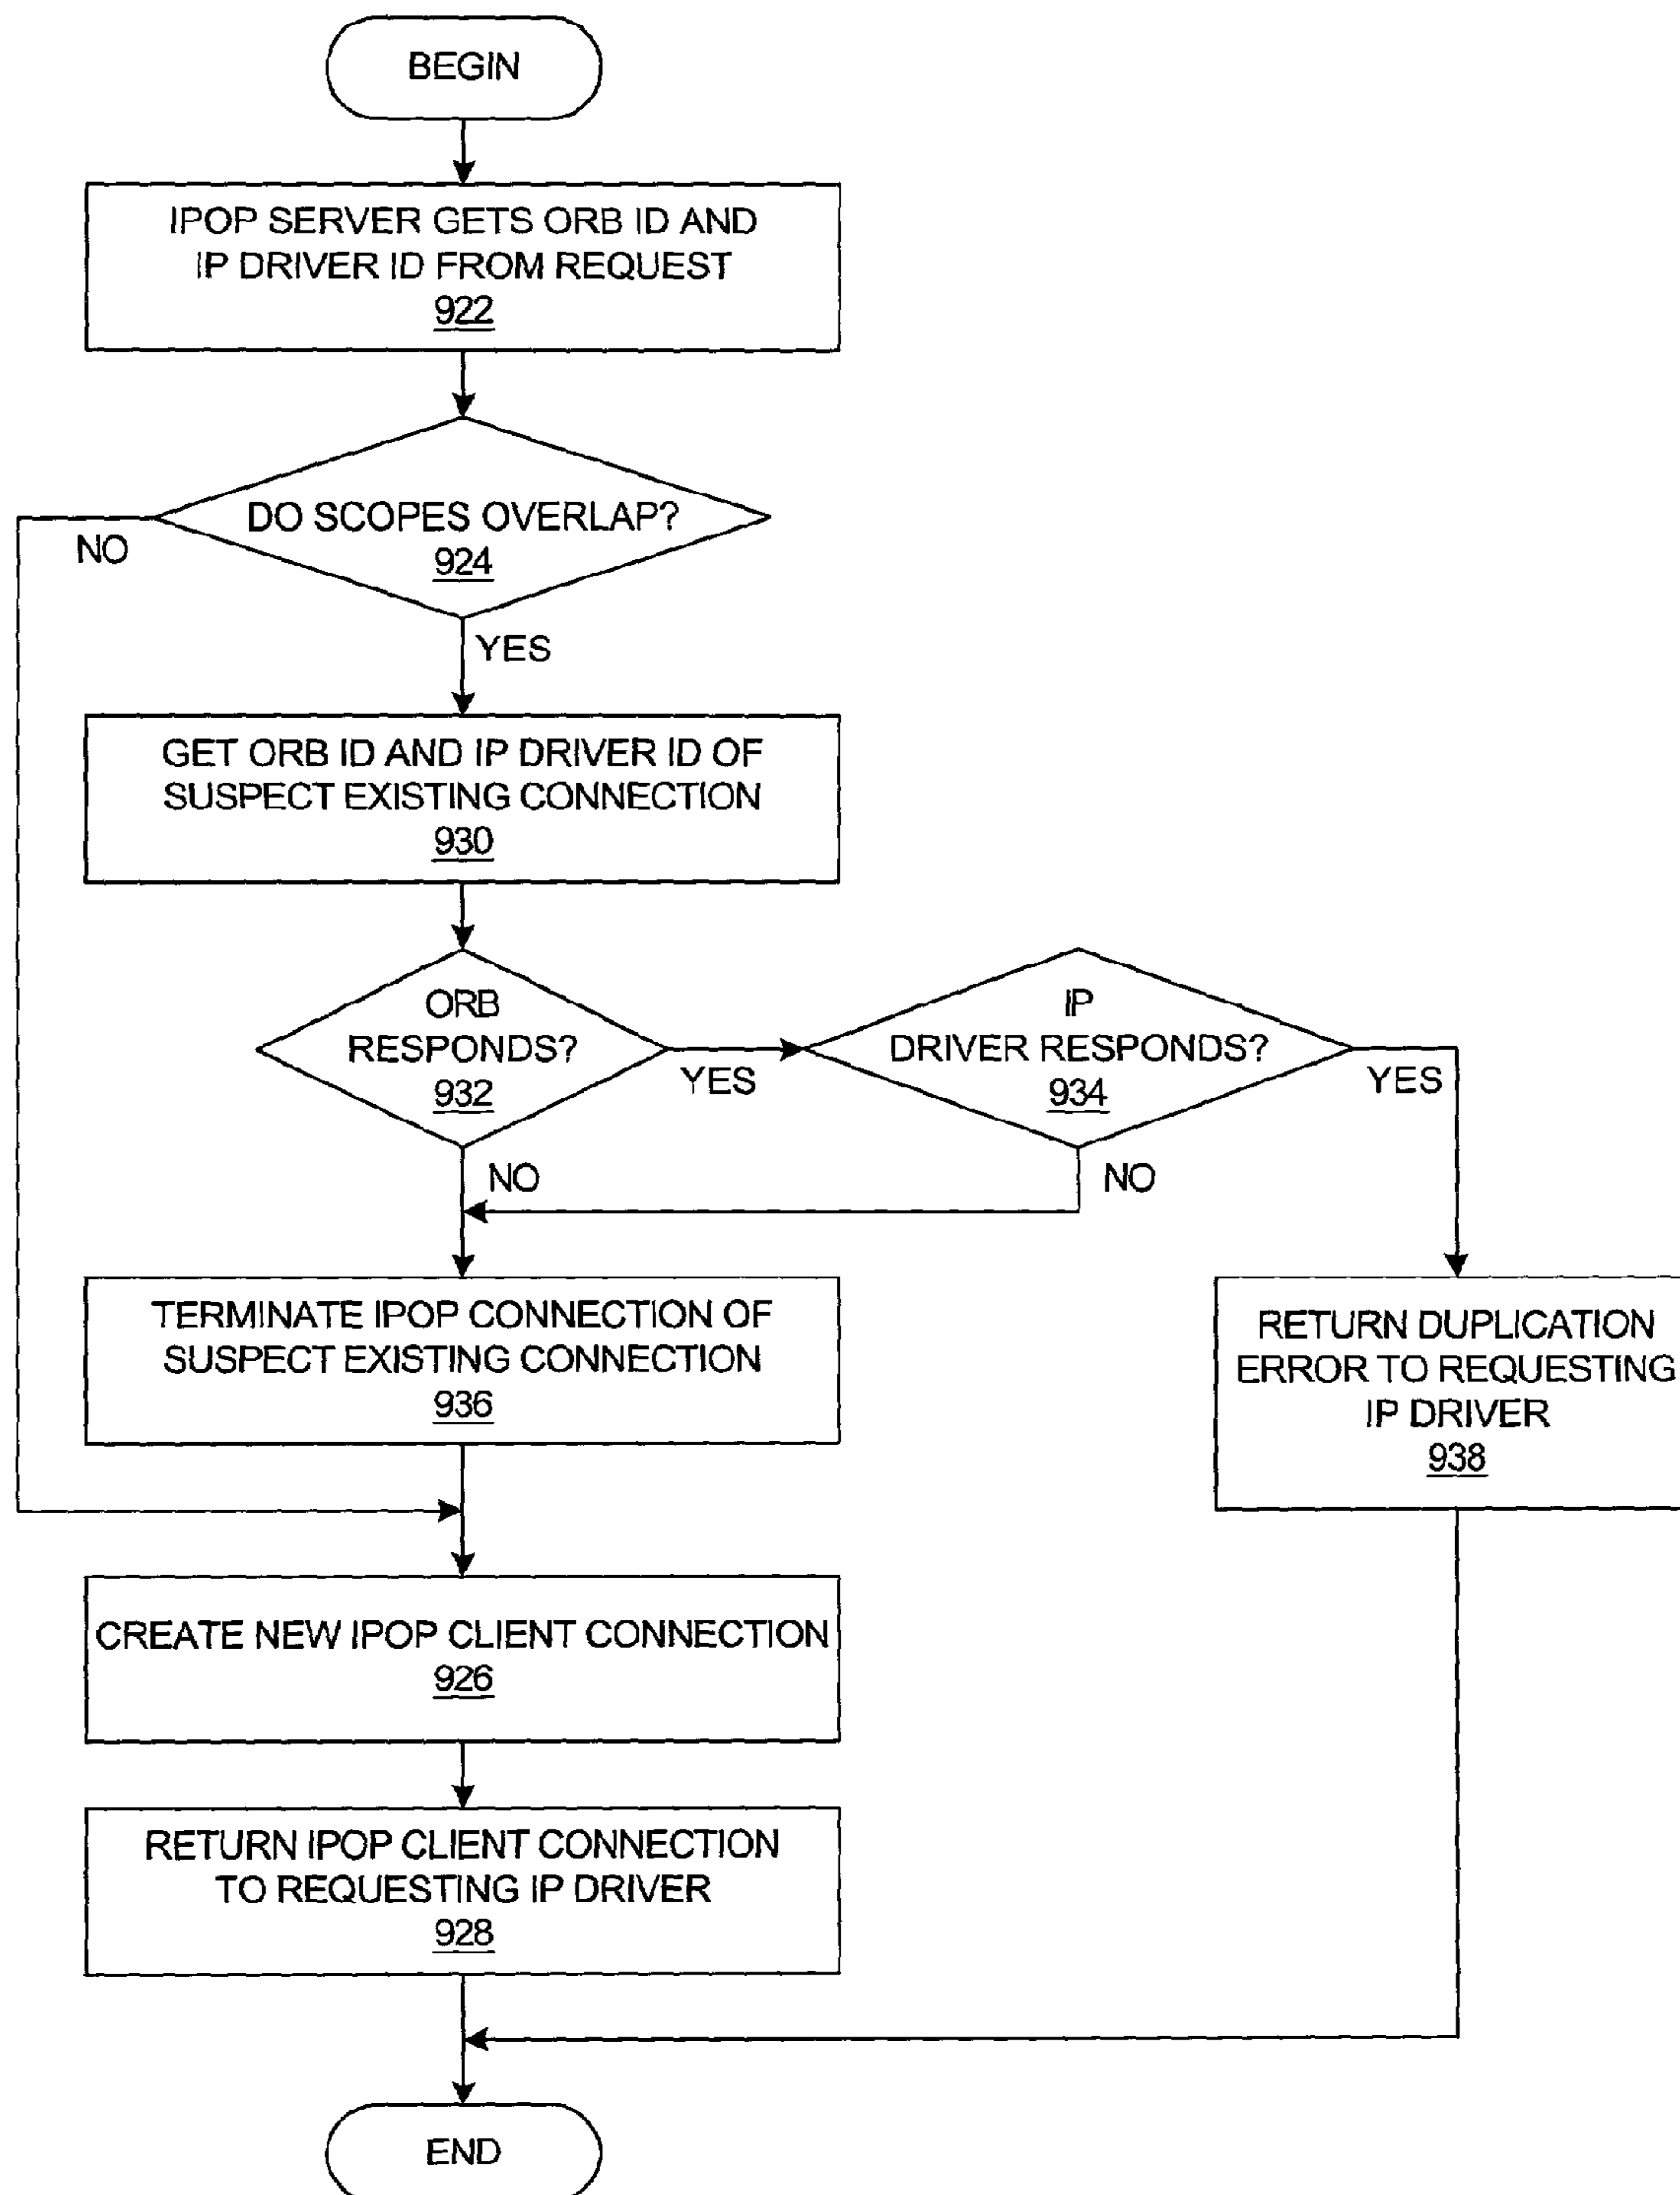 BEGIN
IPOP SERVER GETS ORB ID AND
IP DRIVER ID FROM REQUEST
922
DO SCOPES OVERLAP?
924
NO
YES
GET ORB ID AND IP DRIVER ID OF
SUSPECT EXISTING CONNECTION
930
ORB
RESPONDS?
932
YES
NO
IP
DRIVER RESPONDS?
934
YES
NO
TERMINATE IPOP CONNECTION OF
SUSPECT EXISTING CONNECTION
936
RETURN DUPLICATION
ERROR TO REQUESTING
IP DRIVER
938
CREATE NEW IPOP CLIENT CONNECTION
926
RETURN IPOP CLIENT CONNECTION
TO REQUESTING IP DRIVER
928
END